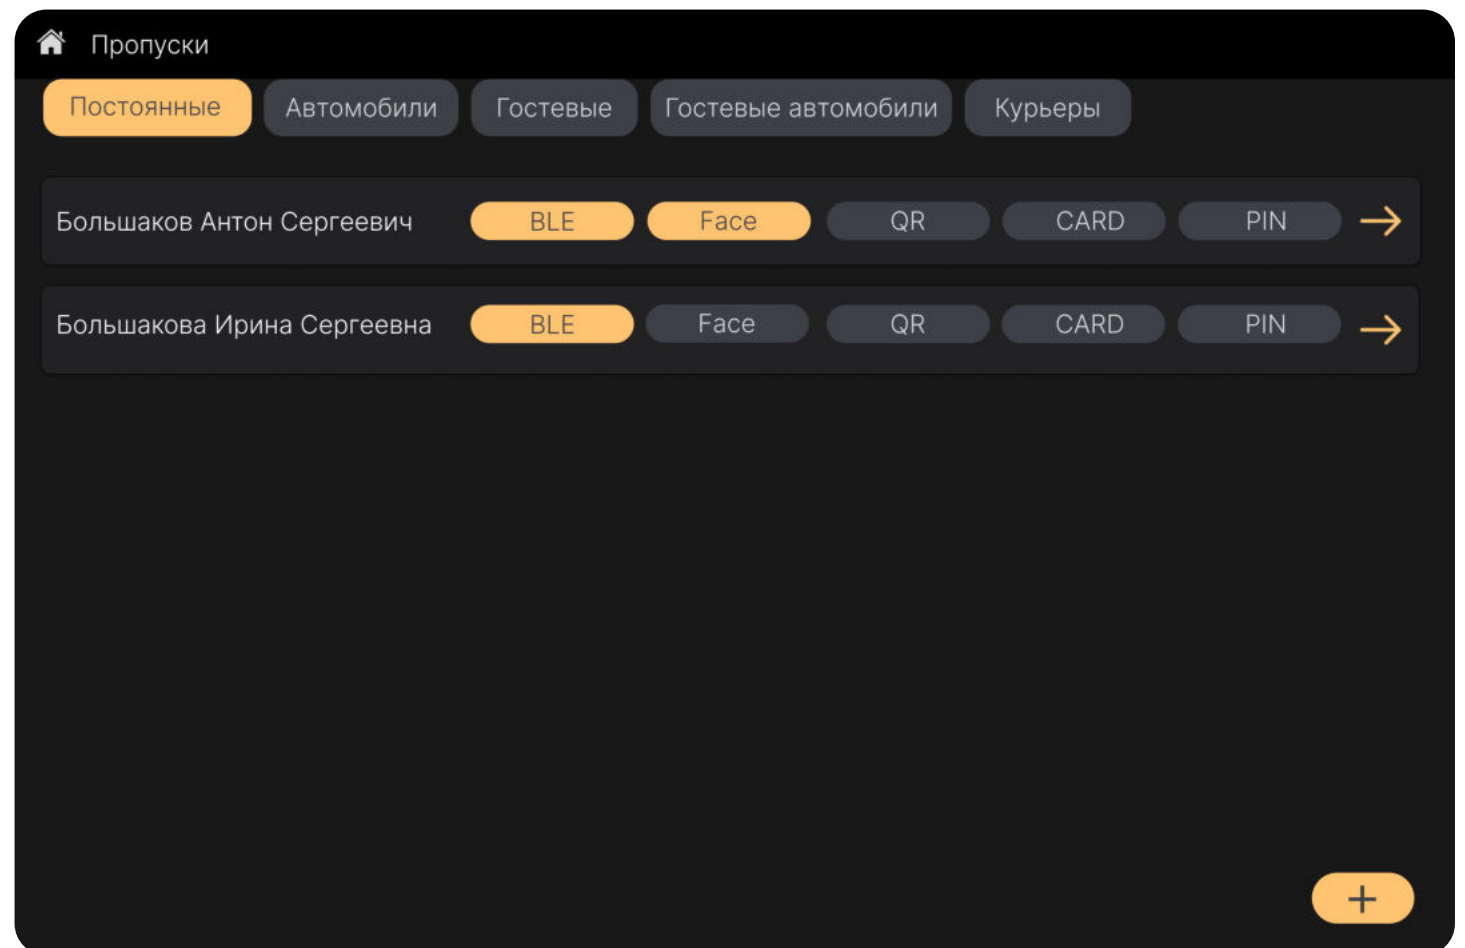 Пропуски
Постоянные Автомобили Гостевые Гостевые автомобили Курьеры
Большаков Антон Сергеевич BLE Face QR CARD PIN
Большакова Ирина Сергеевна BLE Face QR CARD PIN
+